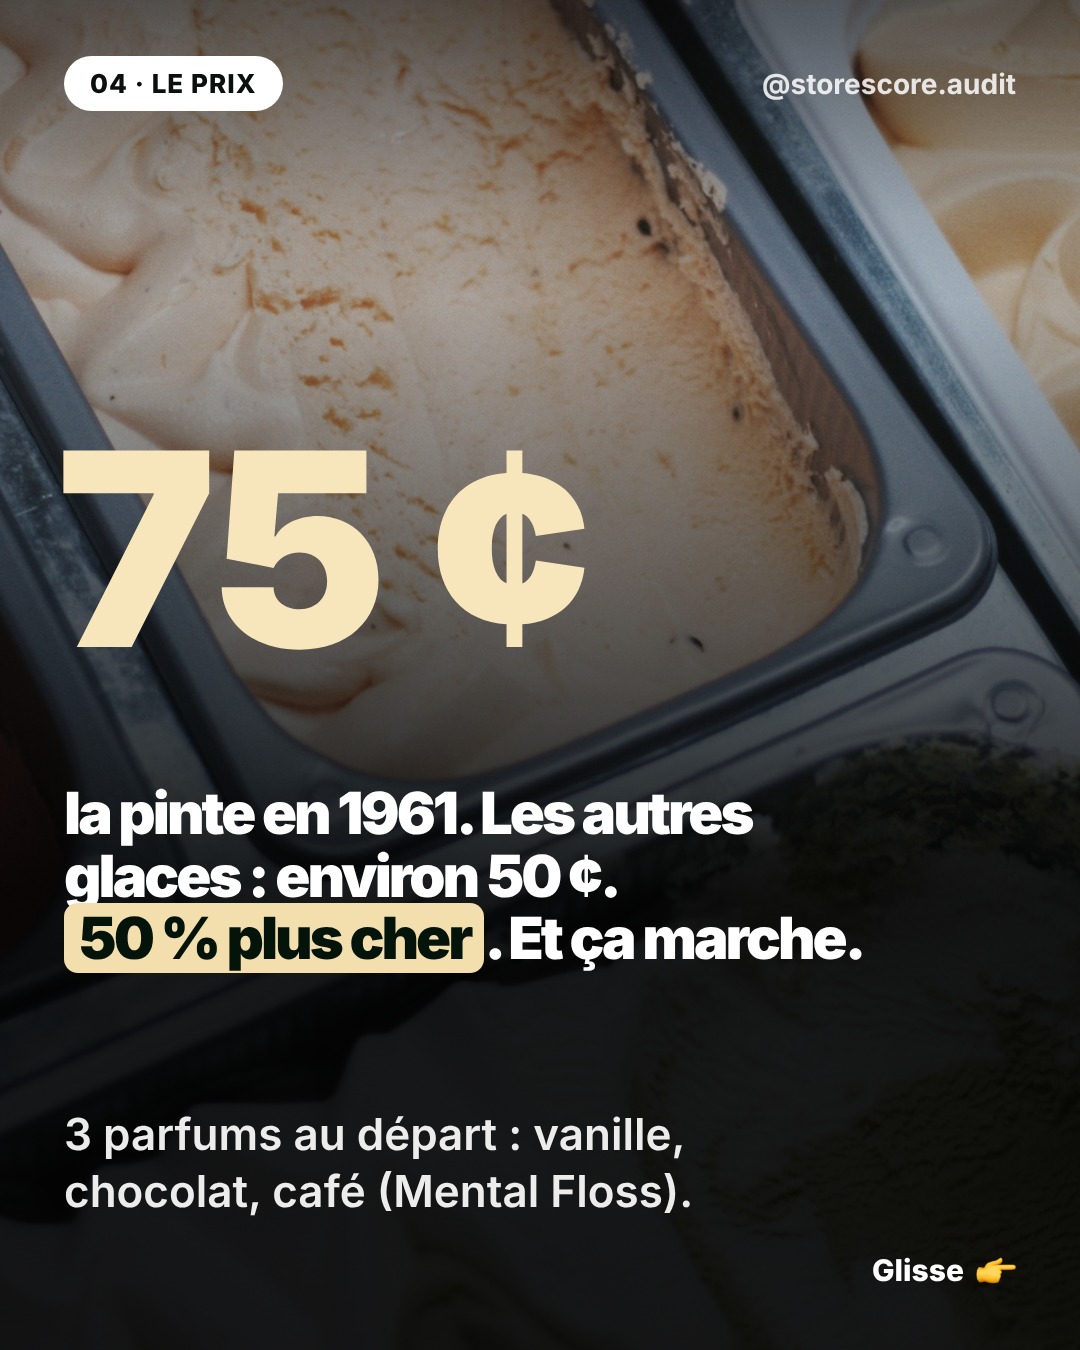 04 · LE PRIX
@storescore.audit
75 ¢
la pinte en 1961. Les autres
glaces : environ 50 ¢.
50 % plus cher. Et ça marche.
3 parfums au départ : vanille,
chocolat, café (Mental Floss).
Glisse 👉